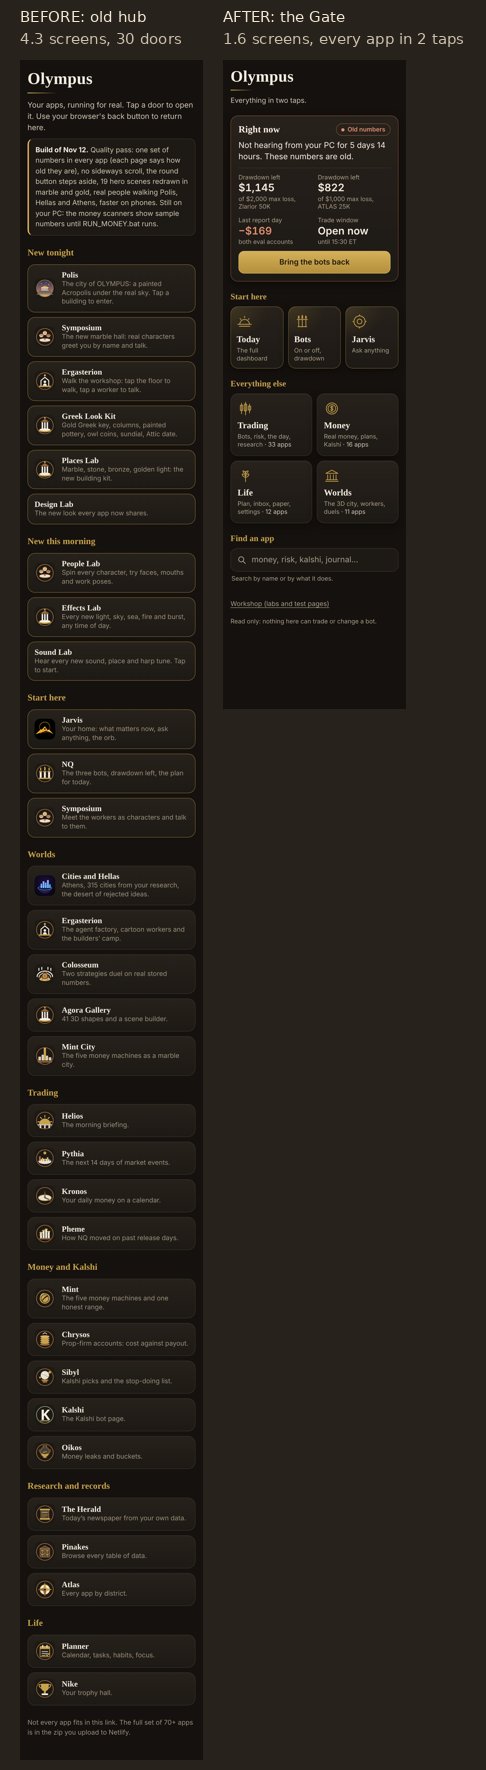 BEFORE: old hub
4.3 screens, 30 doors
Olympus
Your apps, running for real. Tap a door to open
it. Use your browser's back button to return
here.
Build of Nov 12. Quality pass: one set of
numbers in every app (each page says how
old they are), no sideways scroll, the round
button steps aside, 19 hero scenes redrawn in
marble and gold, real people walking Polis,
Hellas and Athens, faster on phones. Still on
your PC: the money scanners show sample
numbers until RUN_MONEY.bat runs.
New tonight
Polis
The city of OLYMPUS: a painted
Acropolis under the real sky. Tap a
building to enter.
Symposium
The new marble hall: real characters
greet you by name and talk.
Ergasterion
Walk the workshop: tap the floor to
walk, tap a worker to talk.
Greek Look Kit
Gold Greek key, columns, painted
pottery, owl coins, sundial, Attic date.
Places Lab
Marble, stone, bronze, golden light: the
new building kit.
Design Lab
The new look every app now shares.
New this morning
People Lab
Spin every character, try faces, mouths
and work poses.
Effects Lab
Every new light, sky, sea, fire and burst,
any time of day.
Sound Lab
Hear every new sound, place and harp tune. Tap
to start.
Start here
Jarvis
Your home: what matters now, ask
anything, the orb.
NQ
The three bots, drawdown left, the plan
for today.
Symposium
Meet the workers as characters and talk
to them.
Worlds
Cities and Hellas
Athens, 315 cities from your research,
the desert of rejected ideas.
Ergasterion
The agent factory, cartoon workers and
the builders' camp.
Colosseum
Two strategies duel on real stored
numbers.
Agora Gallery
41 3D shapes and a scene builder.
Mint City
The five money machines as a marble
city.
Trading
Helios
The morning briefing.
Pythia
The next 14 days of market events.
Kronos
Your daily money on a calendar.
Pheme
How NQ moved on past release days.
Money and Kalshi
Mint
The five money machines and one
honest range.
Chrysos
Prop-firm accounts: cost against payout.
Sibyl
Kalshi picks and the stop-doing list.
K
Kalshi
The Kalshi bot page.
Oikos
Money leaks and buckets.
Research and records
The Herald
Today's newspaper from your own data.
Pinakes
Browse every table of data.
Atlas
Every app by district.
Life
Planner
Calendar, tasks, habits, focus.
Nike
Your trophy hall.
Not every app fits in this link. The full set of 70+ apps
is in the zip you upload to Netlify.
AFTER: the Gate
1.6 screens, every app in 2 taps
Olympus
Everything in two taps.
Right now
Old numbers
Not hearing from your PC for 5 days 14
hours. These numbers are old.
Drawdown left
$1,145
of $2,000 max loss,
Zlarior 50K
Drawdown left
$822
of $1,000 max loss,
ATLAS 25K
Last report day
−$169
both eval accounts
Trade window
Open now
until 15:30 ET
Bring the bots back
Start here
Today
The full
dashboard
Bots
On or off,
drawdown
Jarvis
Ask anything
Everything else
Trading
Bots, risk, the day,
research · 33 apps
Money
Real money, plans,
Kalshi · 16 apps
Life
Plan, inbox, paper,
settings · 12 apps
Worlds
The 3D city, workers,
duels · 11 apps
Find an app
money, risk, kalshi, journal...
Search by name or by what it does.
Workshop (labs and test pages)
Read only: nothing here can trade or change a bot.